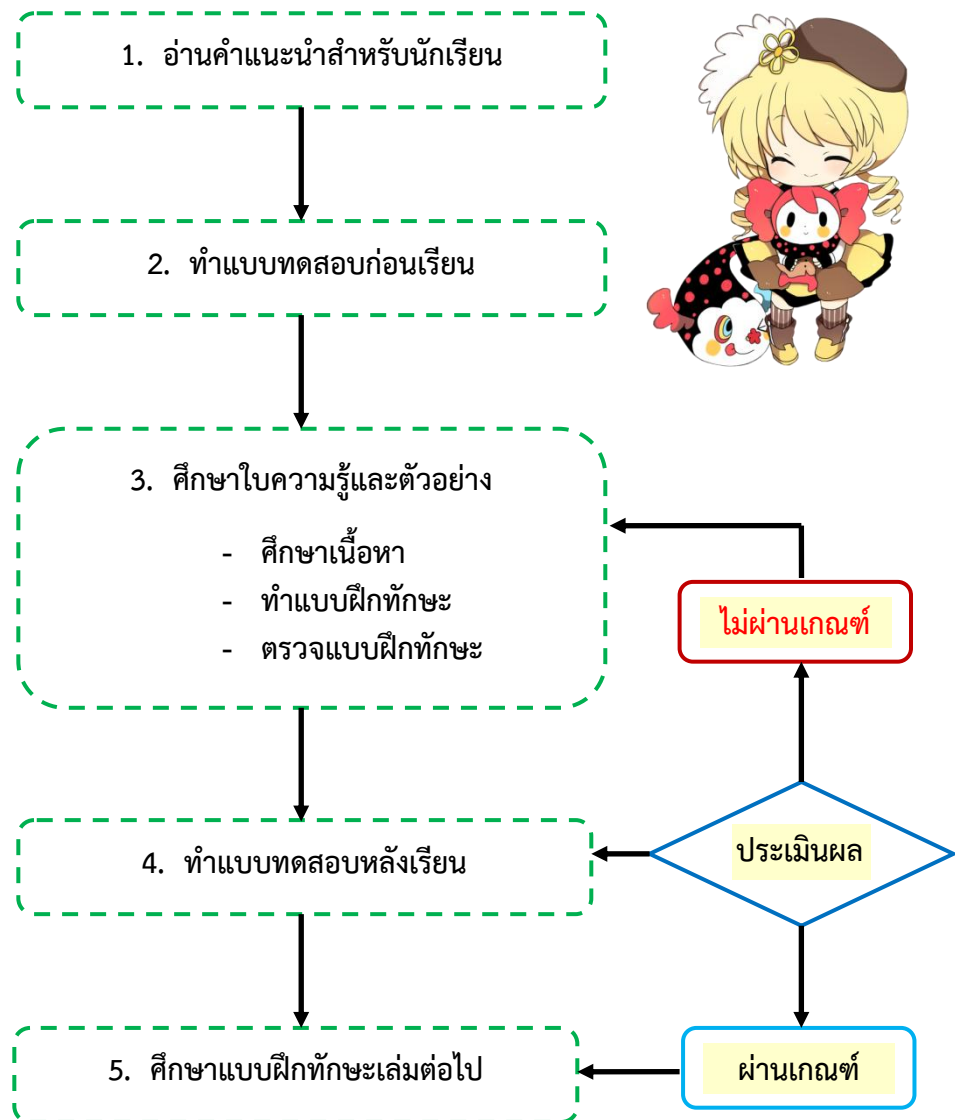 1. อ่านคำแนะนำสำหรับนักเรียน
2. ทำแบบทดสอบก่อนเรียน
3. ศึกษาใบความรู้และตัวอย่าง
- ศึกษาเนื้อหา
- ทำแบบฝึกทักษะ
- ตรวจแบบฝึกทักษะ
ไม่ผ่านเกณฑ์
ประเมินผล
4. ทำแบบทดสอบหลังเรียน
5. ศึกษาแบบฝึกทักษะเล่มต่อไป
ผ่านเกณฑ์